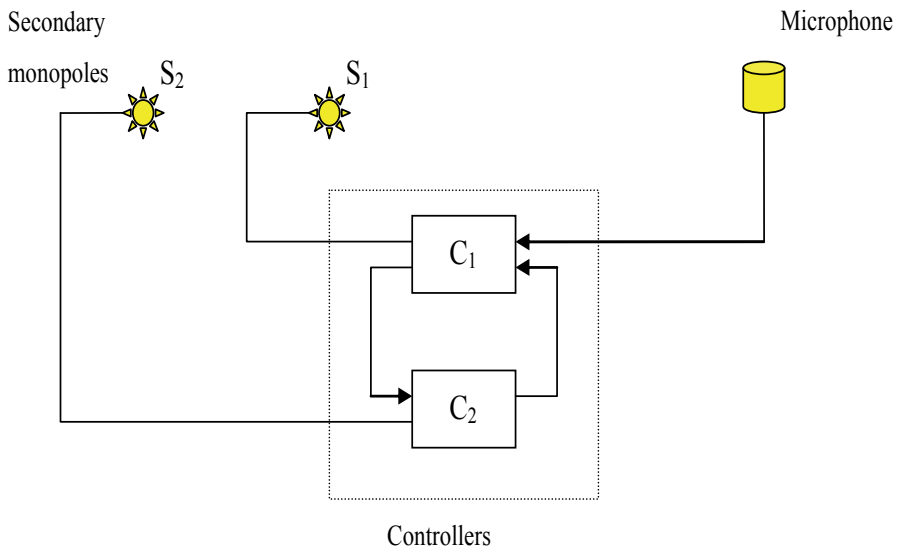 Secondary
monopoles
S2
S1
Microphone
C1
C2
Controllers